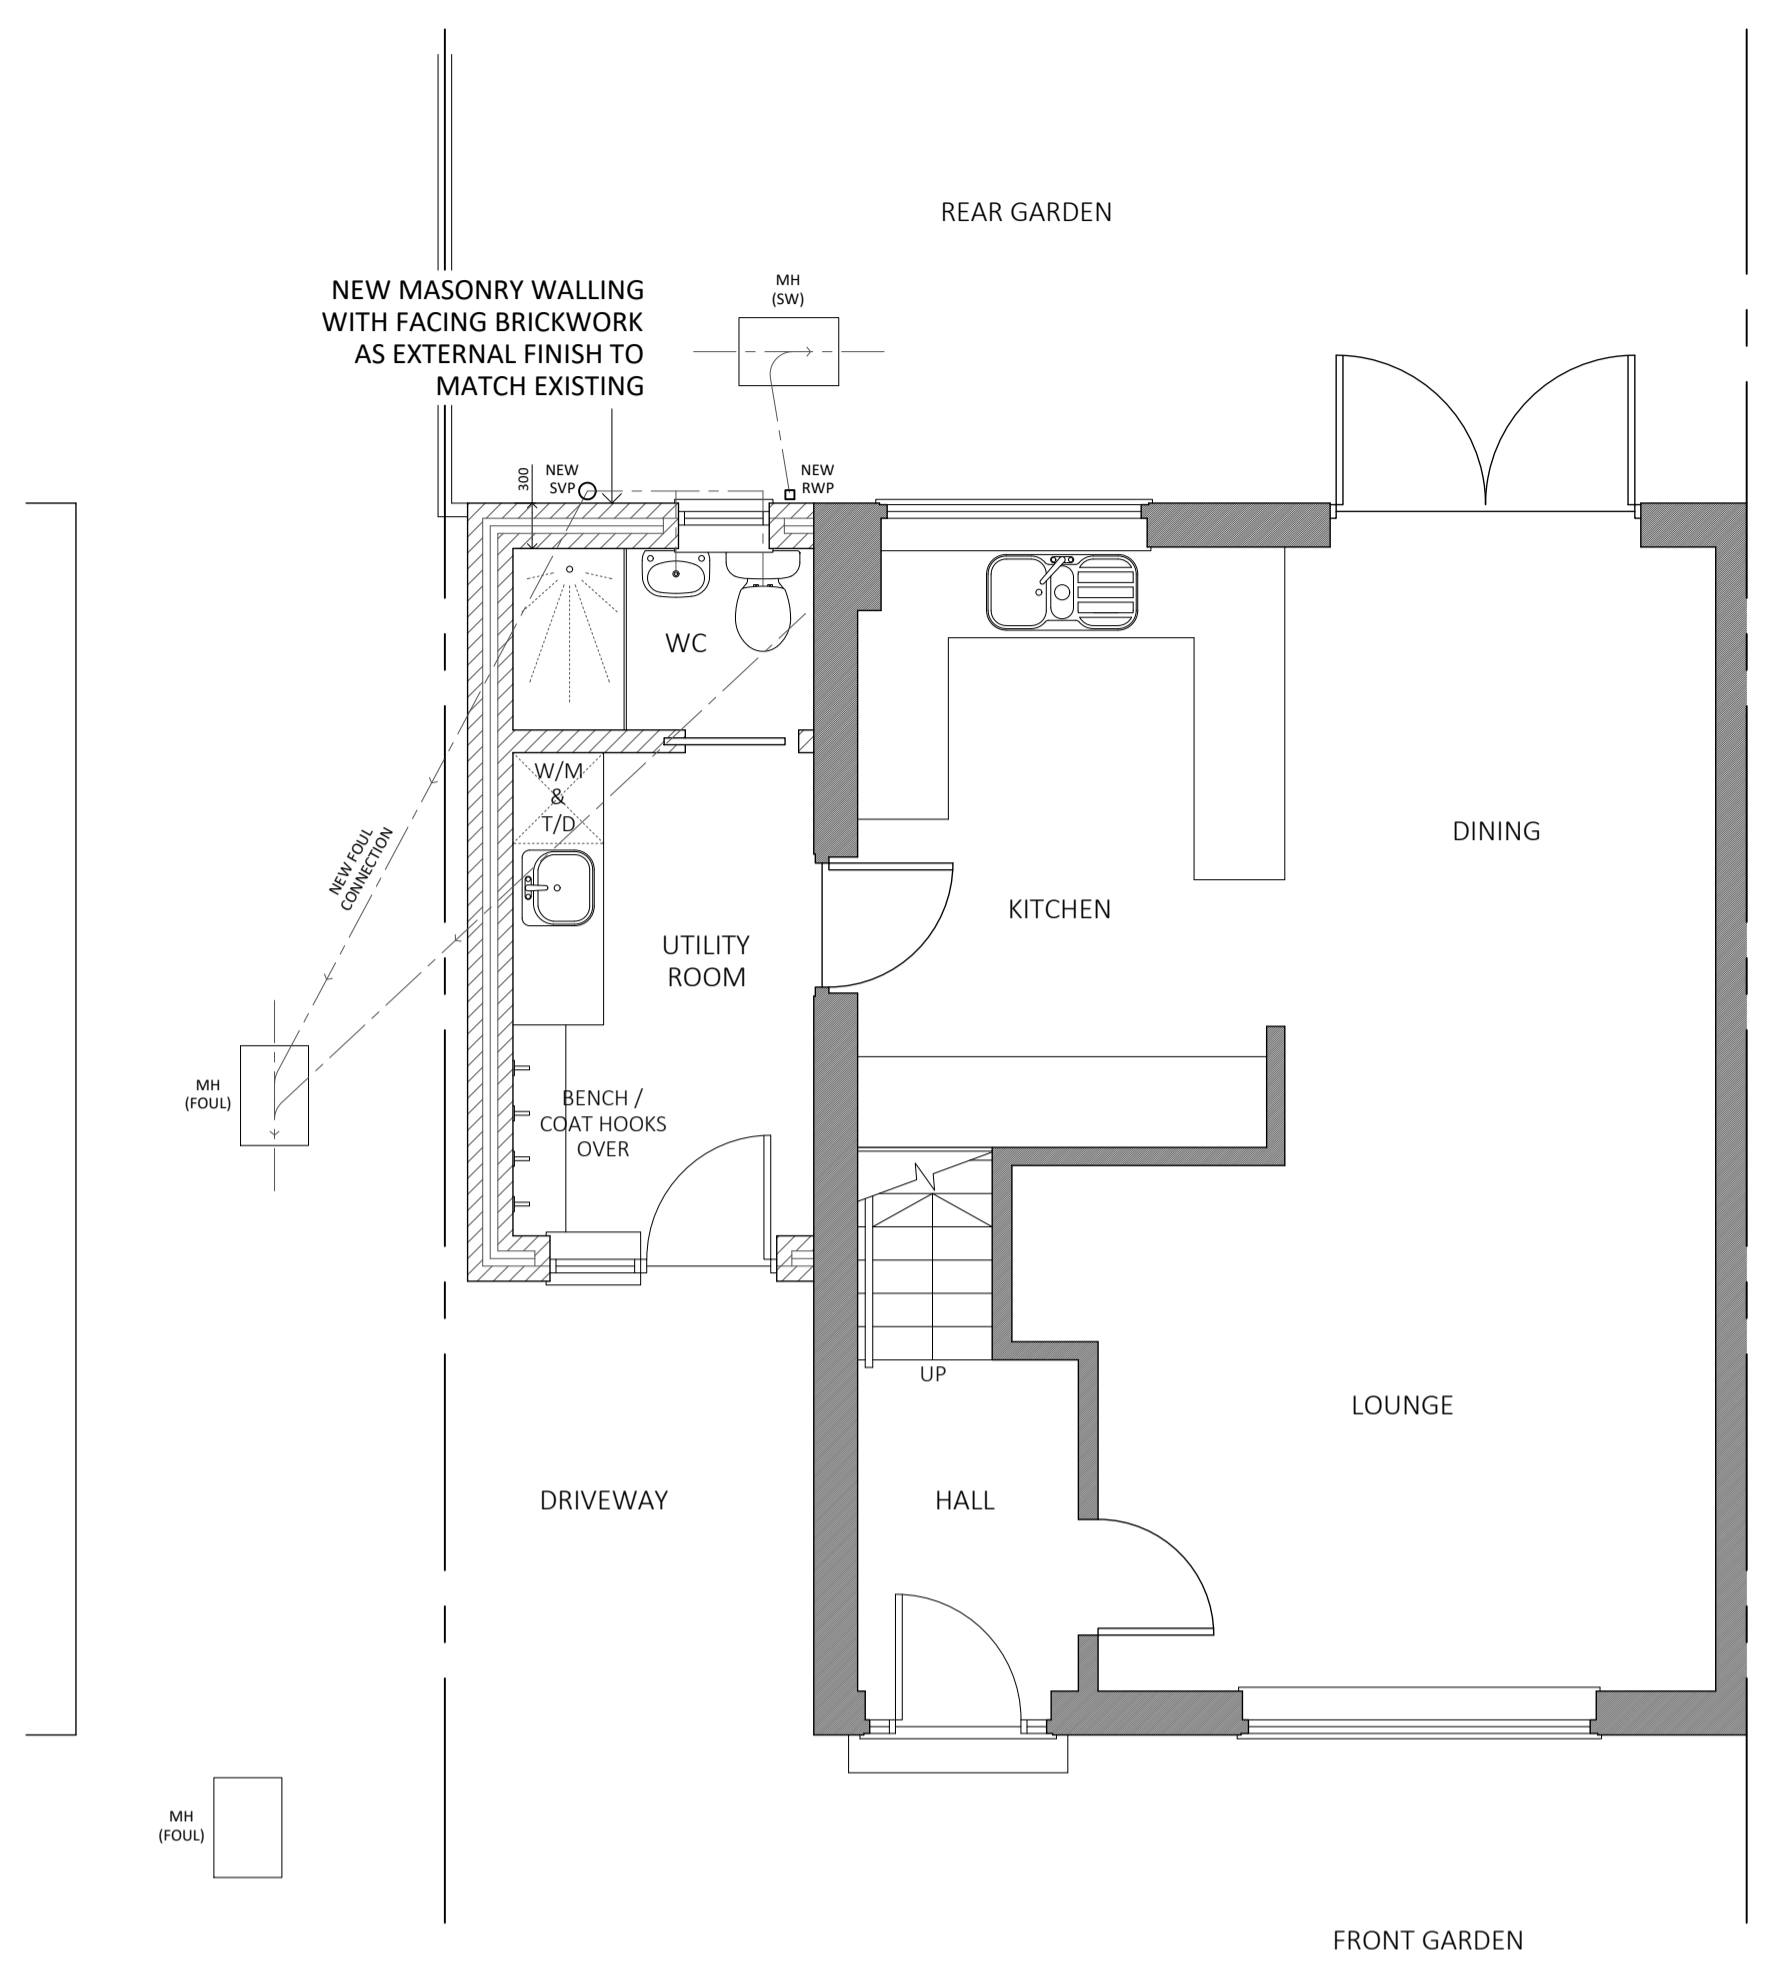 REAR GARDEN
MH
(SW)
NEW MASONRY WALLING
WITH FACING BRICKWORK
AS EXTERNAL FINISH TO
MATCH EXISTING
300
NEW
SVP
NEW
RWP
WC
W/M
&
T/D
DINING
NEW FOUL
CONNECTION
KITCHEN
UTILITY
ROOM
MH
(FOUL)
BENCH /
COAT HOOKS
OVER
UP
LOUNGE
DRIVEWAY
HALL
MH
(FOUL)
FRONT GARDEN